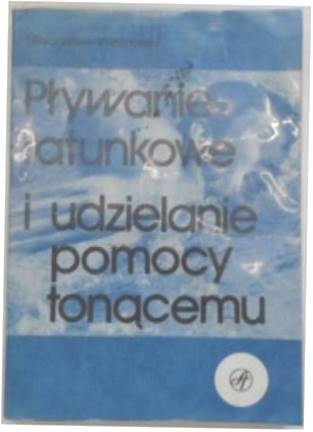 Pływanie
ratunkowe
i udzielanie
pomocy
tonącemu